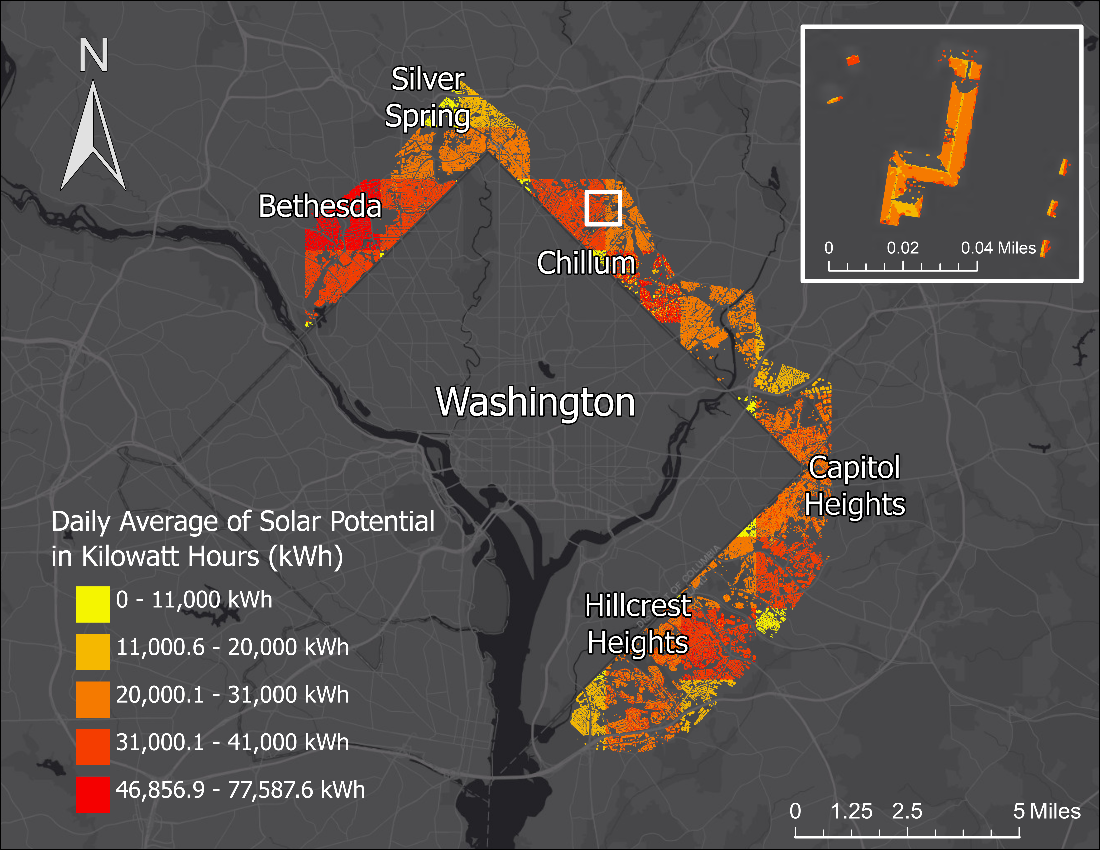 N
Silver
Spring
Bethesda
Chillum
0 0.02 0.04 Miles
Washington
Capitol
Heights
Hillcrest
Heights
Daily Average of Solar Potential
in Kilowatt Hours (kWh)
0 - 11,000 kWh
11,000.6 - 20,000 kWh
20,000.1 - 31,000 kWh
31,000.1 - 41,000 kWh
46,856.9 - 77,587.6 kWh
0 1.25 2.5 5 Miles